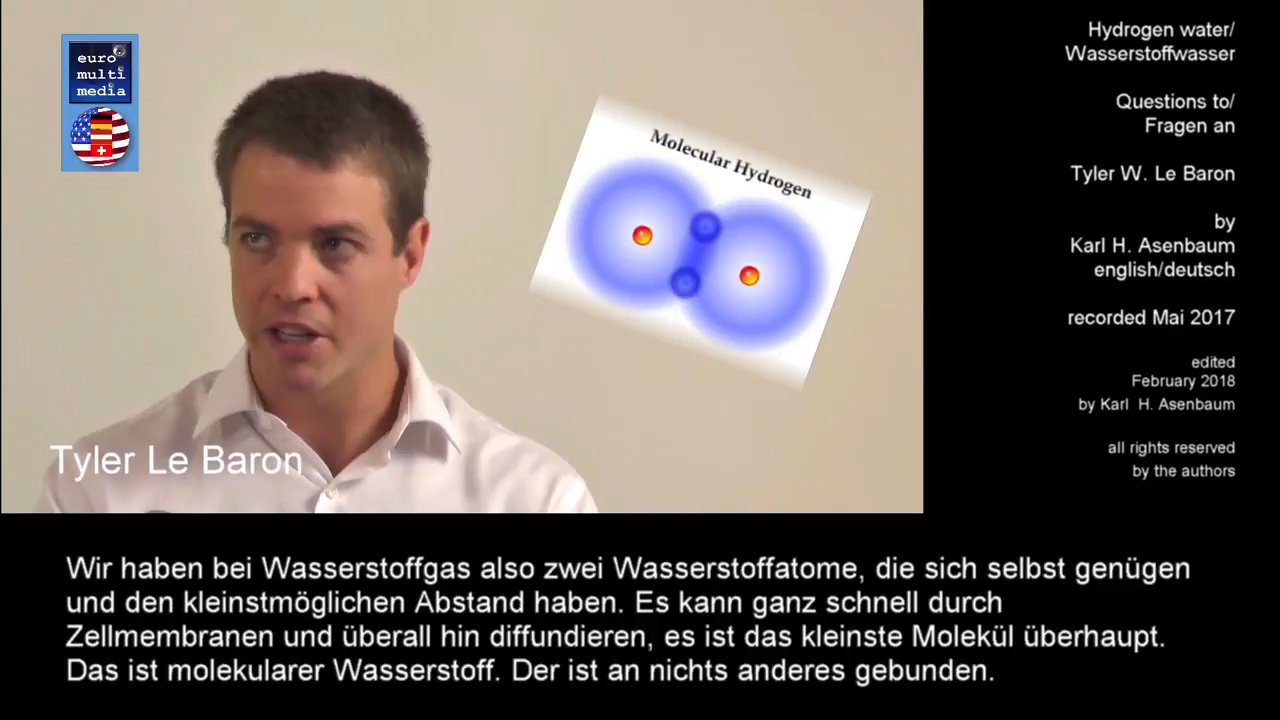 euro
multi
media
Molecular Hydrogen
Tyler Le Baron
Hydrogen water/
Wasserstoffwasser
Questions to/
Fragen an
Tyler W. Le Baron
by
Karl H. Asenbaum
english/deutsch
recorded Mai 2017
edited
February 2018
by Karl H. Asenbaum
all rights reserved
by the authors
Wir haben bei Wasserstoffgas also zwei Wasserstoffatome, die sich selbst genügen
und den kleinstmöglichen Abstand haben. Es kann ganz schnell durch
Zellmembranen und überall hin diffundieren, es ist das kleinste Molekül überhaupt.
Das ist molekularer Wasserstoff. Der ist an nichts anderes gebunden.